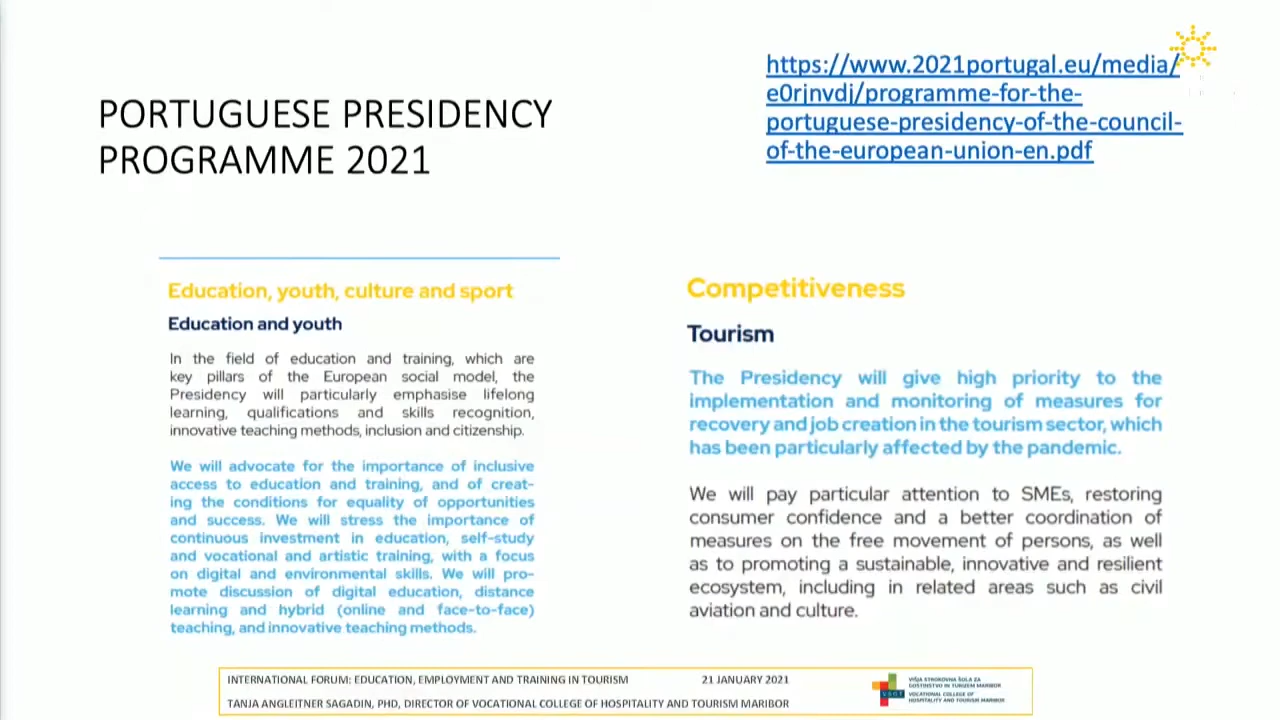 PORTUGUESE PRESIDENCY
PROGRAMME 2021
https://www.2021portugal.eu/media/
e0rjnvdj/programme-for-the-
portuguese-presidency-of-the-council-
of-the-european-union-en.pdf
Education, youth, culture and sport
Education and youth
In the field of education and training, which are
key pillars of the European social model, the
Presidency will particularly emphasise lifelong
learning, qualifications and skills recognition,
innovative teaching methods, inclusion and citizenship.
We will advocate for the importance of inclusive
access to education and training, and of creat-
ing the conditions for equality of opportunities
and success. We will stress the importance of
continuous investment in education, self-study
and vocational and artistic training, with a focus
on digital and environmental skills. We will pro-
mote discussion of digital education, distance
learning and hybrid (online and face-to-face)
teaching, and innovative teaching methods.
Competitiveness
Tourism
The Presidency will give high priority to the
implementation and monitoring of measures for
recovery and job creation in the tourism sector, which
has been particularly affected by the pandemic.
We will pay particular attention to SMEs, restoring
consumer confidence and a better coordination of
measures on the free movement of persons, as well
as to promoting a sustainable, innovative and resilient
ecosystem, including in related areas such as civil
aviation and culture.
INTERNATIONAL FORUM: EDUCATION, EMPLOYMENT AND TRAINING IN TOURISM 21 JANUARY 2021
TANJA ANGLEITNER SAGADIN, PHD, DIRECTOR OF VOCATIONAL COLLEGE OF HOSPITALITY AND TOURISM MARIBOR
VSGT
VIŠJA STROKOVNA ŠOLA ZA
GOSTINSTVO IN TURIZEM MARIBOR
VOCATIONAL COLLEGE OF
HOSPITALITY AND TOURISM MARIBOR